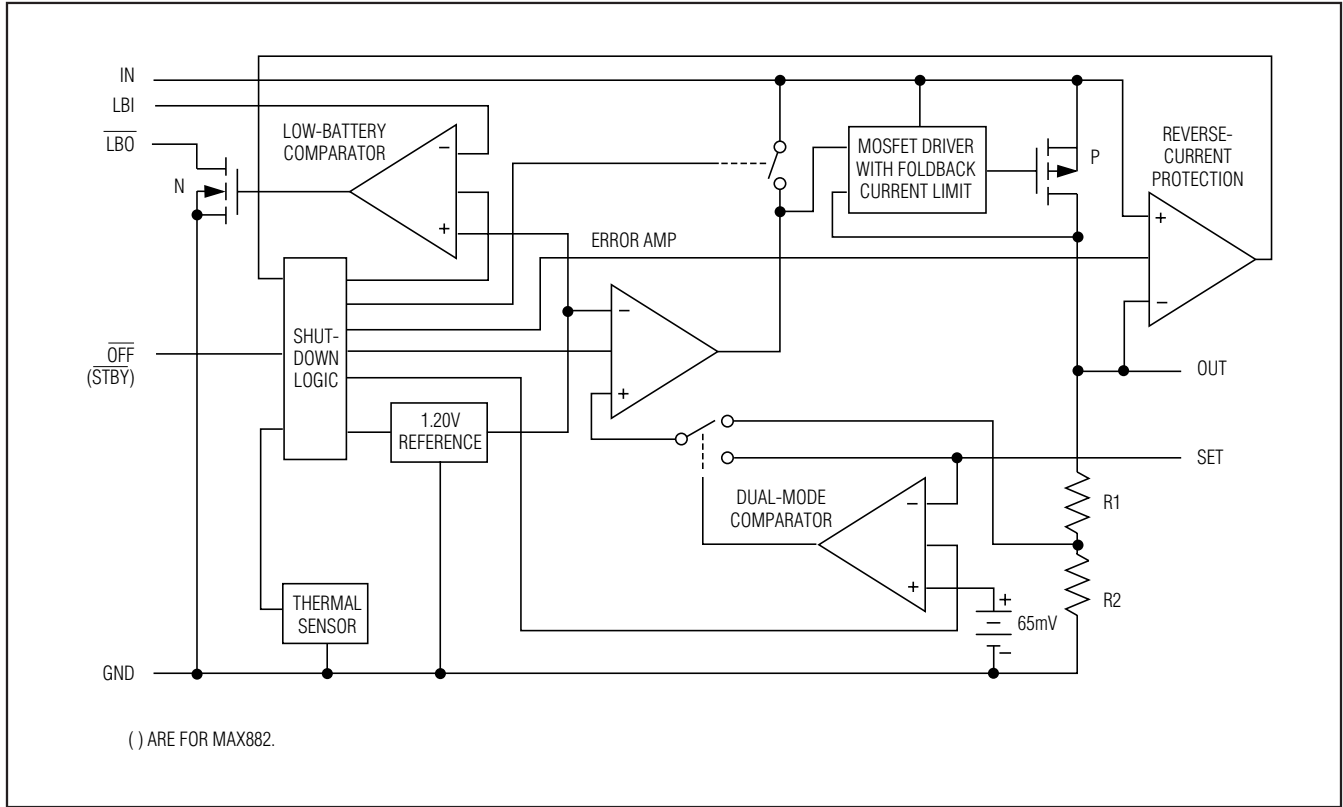 IN
LBI
LBO
LOW-BATTERY
COMPARATOR
−
+
N
MOSFET DRIVER
WITH FOLDBACK
CURRENT LIMIT
P
REVERSE-
CURRENT
PROTECTION
+
−
ERROR AMP
−
+
SHUT-
DOWN
LOGIC
OFF
(STBY)
1.20V
REFERENCE
OUT
SET
DUAL-MODE
COMPARATOR
−
+
R1
R2
+
−
65mV
THERMAL
SENSOR
GND
( ) ARE FOR MAX882.